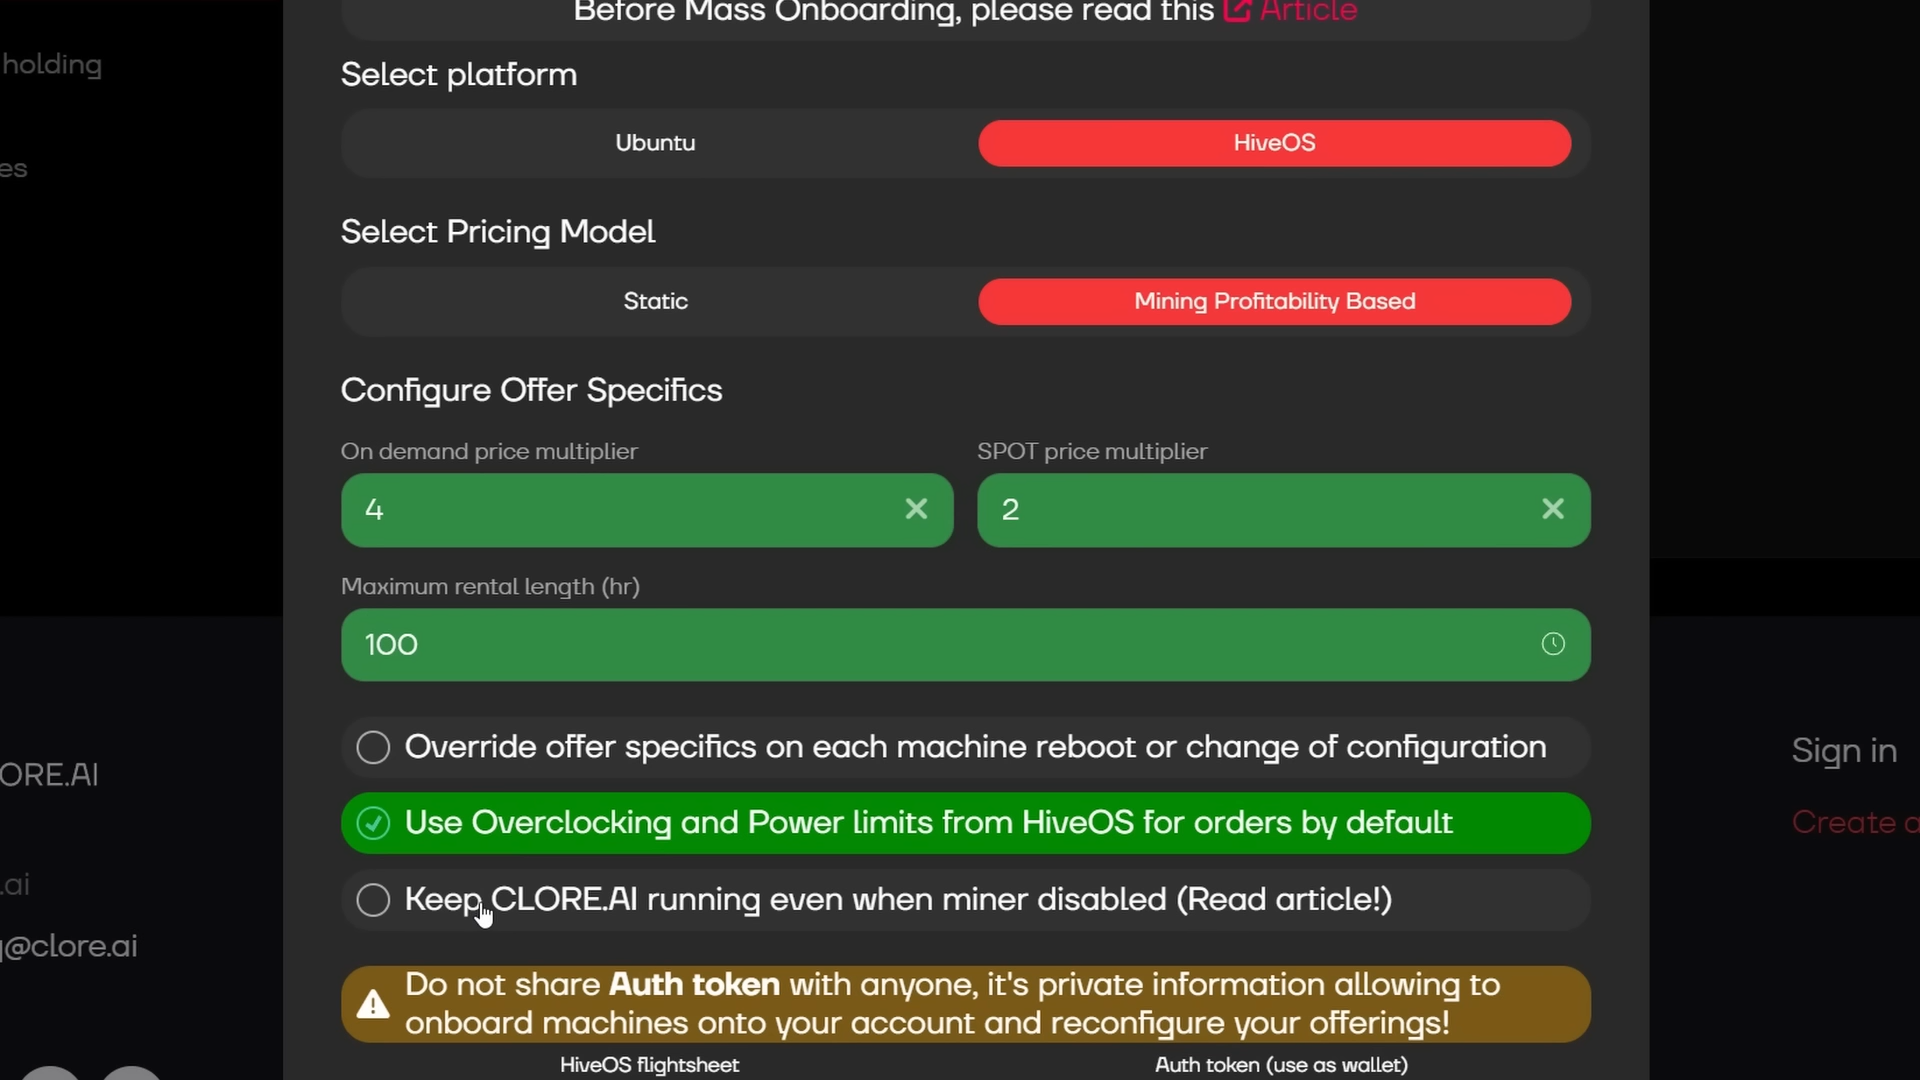 Before Mass Onboarding, please read this Article
holding
Select platform
Ubuntu
HiveOS
es
Select Pricing Model
Static
Mining Profitability Based
Configure Offer Specifics
On demand price multiplier
SPOT price multiplier
4
2
Maximum rental length (hr)
100
Override offer specifics on each machine reboot or change of configuration
Sign in
ORE.AI
Use Overclocking and Power limits from HiveOS for orders by default
Create a
.ai
Keep CLORE.AI running even when miner disabled (Read article!)
@clore.ai
Do not share Auth token with anyone, it's private information allowing to
onboard machines onto your account and reconfigure your offerings!
HiveOS flightsheet
Auth token (use as wallet)